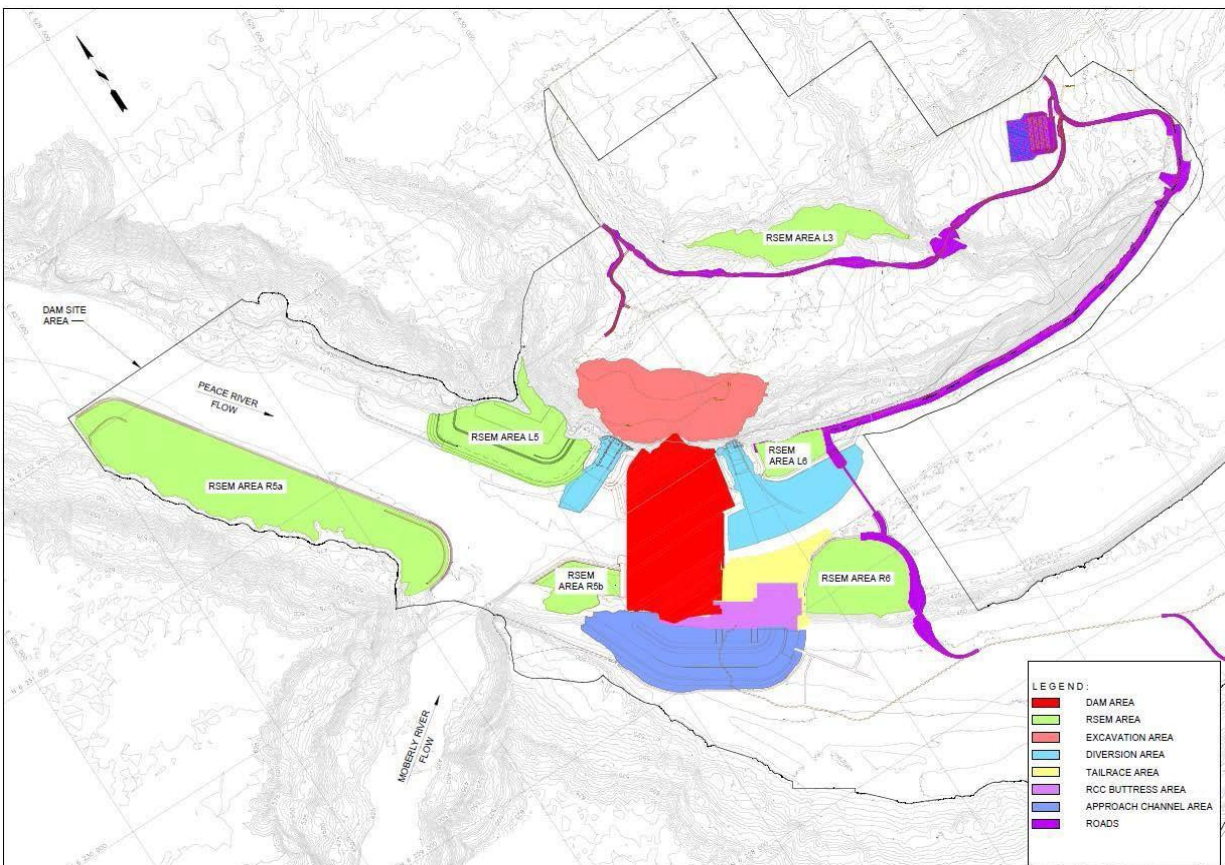 RSEM AREA L3
DAM SITE
AREA
PEACE RIVER
FLOW
RSEM AREA L5
RSEM
AREA L6
RSEM AREA R5a
RSEM
AREA R5b
RSEM AREA R6
MOBERLY RIVER
FLOW
LEGEND:
DAM AREA
RSEM AREA
EXCAVATION AREA
DIVERSION AREA
TAILRACE AREA
RCC BUTTRESS AREA
APPROACH CHANNEL AREA
ROADS